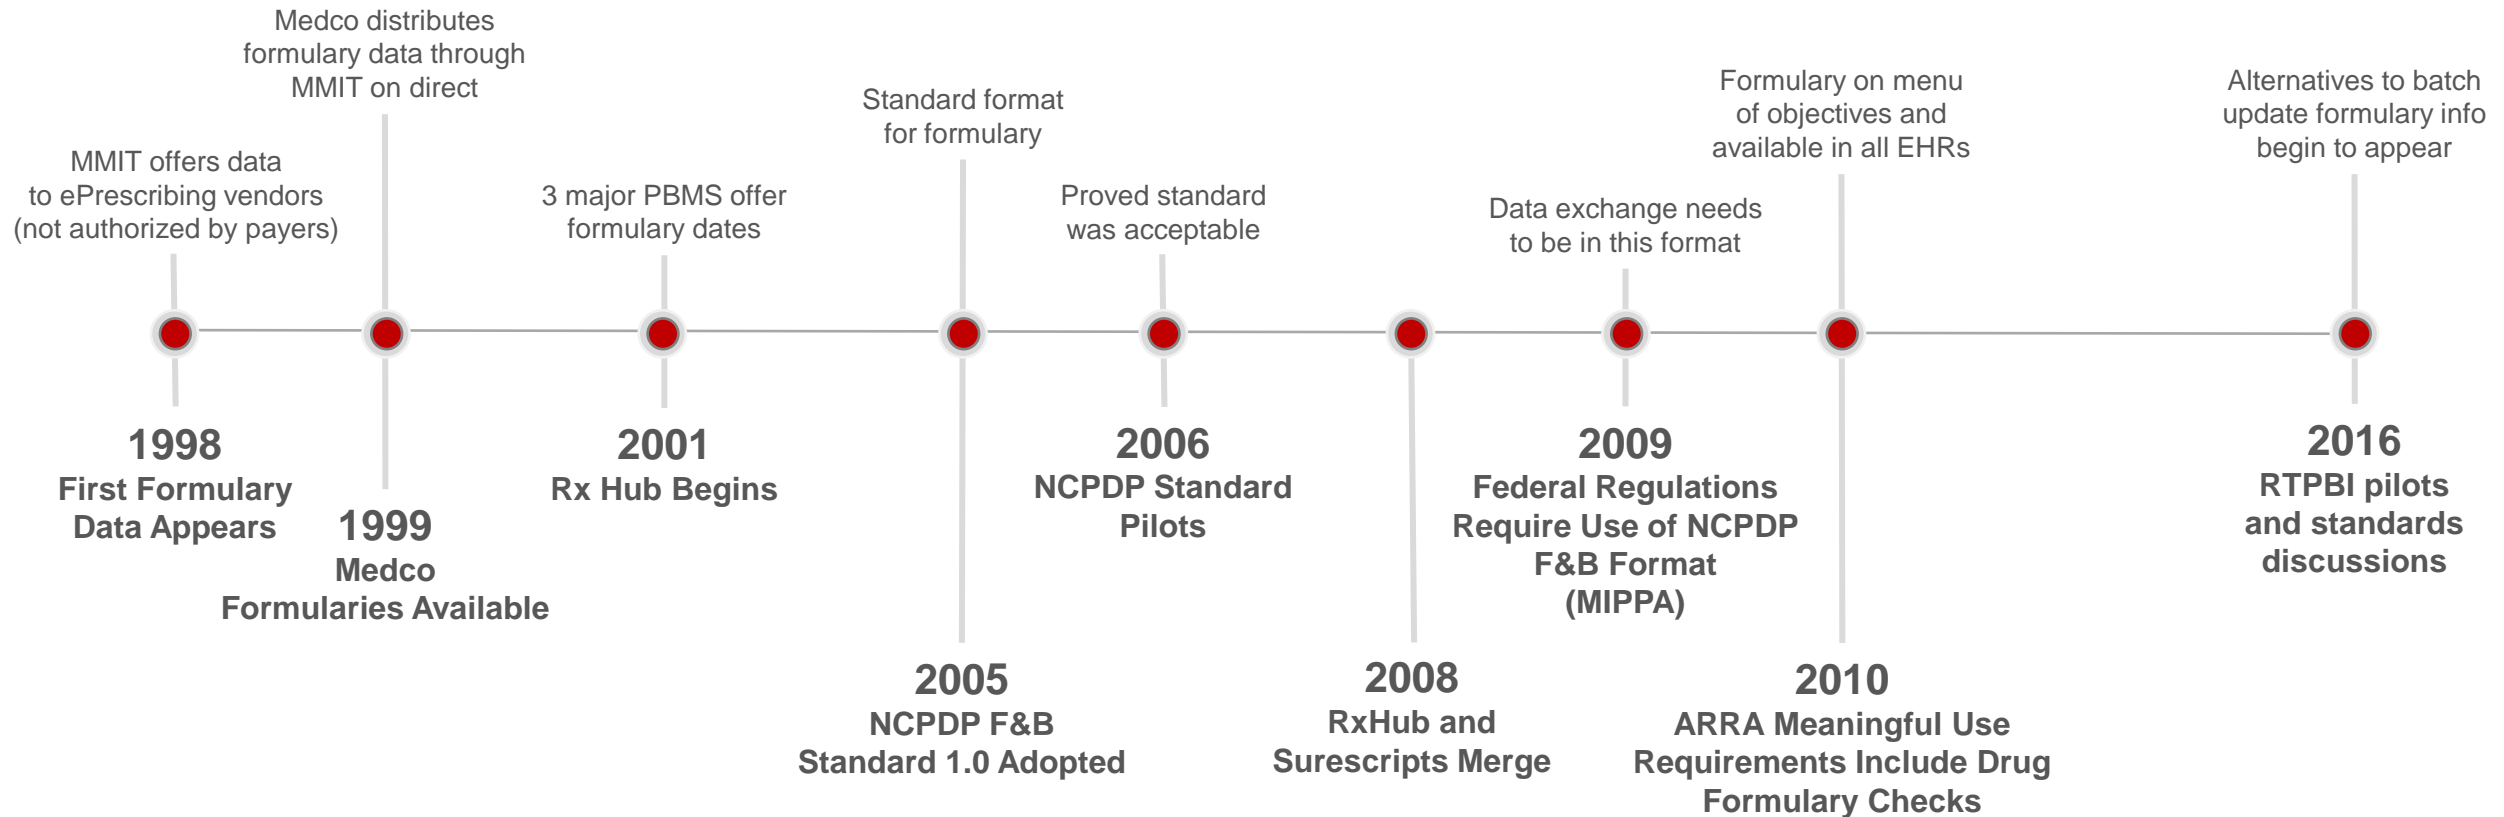 Medco distributes
formulary data through
MMIT on direct
MMIT offers data
to ePrescribing vendors
(not authorized by payers)
3 major PBMS offer
formulary dates
Standard format
for formulary
Proved standard
was acceptable
Data exchange needs
to be in this format
Formulary on menu
of objectives and
available in all EHRs
Alternatives to batch
update formulary info
begin to appear
1998
First Formulary
Data Appears
1999
Medco
Formularies Available
2001
Rx Hub Begins
2005
NCPDP F&B
Standard 1.0 Adopted
2006
NCPDP Standard
Pilots
2008
RxHub and
Surescripts Merge
2009
Federal Regulations
Require Use of NCPDP
F&B Format
(MIPPA)
2010
ARRA Meaningful Use
Requirements Include Drug
Formulary Checks
2016
RTPBI pilots
and standards
discussions